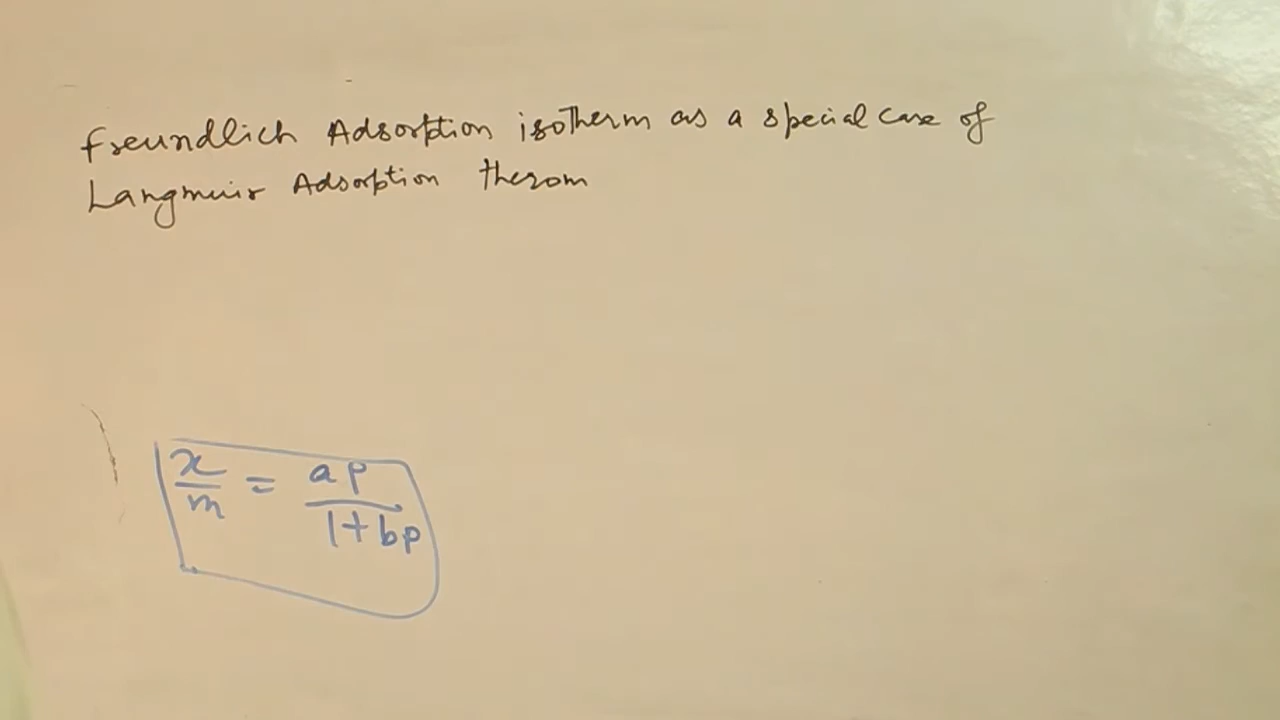 Freundlich Adsorption isotherm as a special case of
Langmuir Adsorption therom
x/m = ap/1+bp